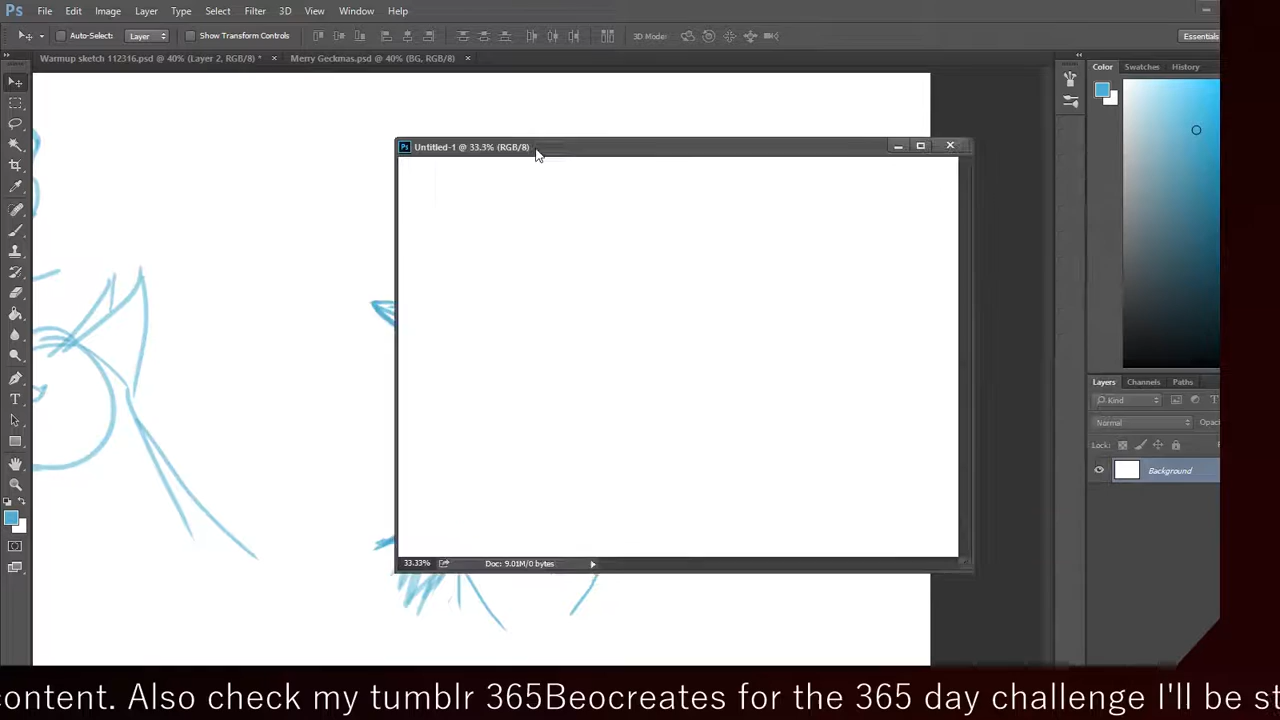 Ps File Edit Image Layer Type Select Filter 3D View Window Help
Auto-Select: Layer Show Transform Controls 3D Mode: Essentials
Warmup sketch 112316.psd @ 40% (Layer 2, RGB/8) * × Merry Geckmas.psd @ 40% (BG, RGB/8) ×
Color Swatches History
Ps Untitled-1 @ 33.3% (RGB/8)
Layers Channels Paths
Kind
Normal
Lock:
Background
33.33% Doc: 9.01M/0 bytes
content. Also check my tumblr 365Beocreates for the 365 day challenge I'll be st